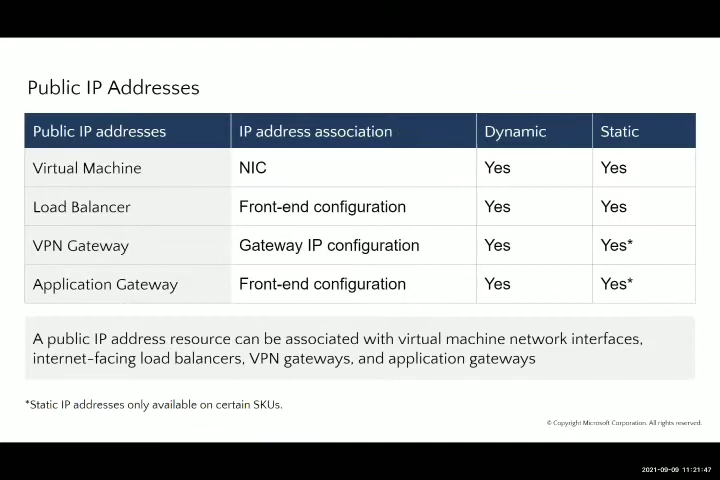 Public IP Addresses
Public IP addresses IP address association Dynamic Static
Virtual Machine NIC Yes Yes
Load Balancer Front-end configuration Yes Yes
VPN Gateway Gateway IP configuration Yes Yes*
Application Gateway Front-end configuration Yes Yes*
A public IP address resource can be associated with virtual machine network interfaces,
internet-facing load balancers, VPN gateways, and application gateways
*Static IP addresses only available on certain SKUs.
© Copyright Microsoft Corporation. All rights reserved.
2021-09-09 11:21:47